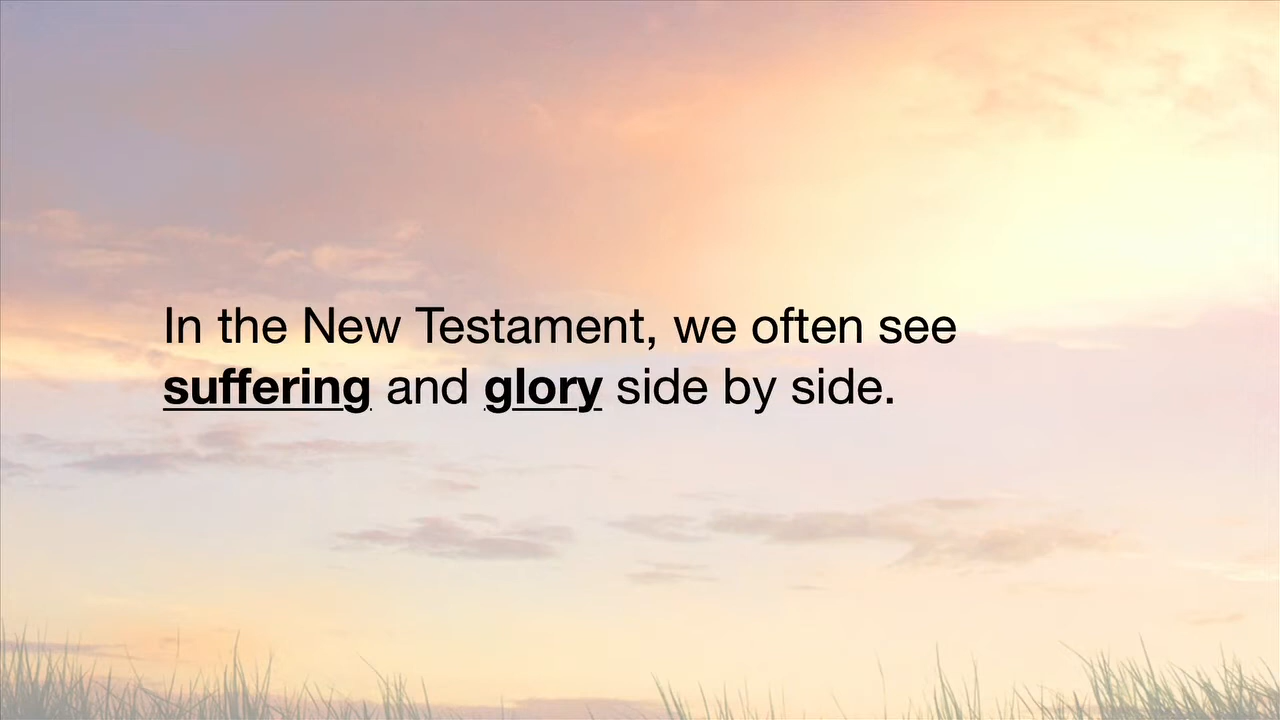 In the New Testament, we often see
suffering and glory side by side.